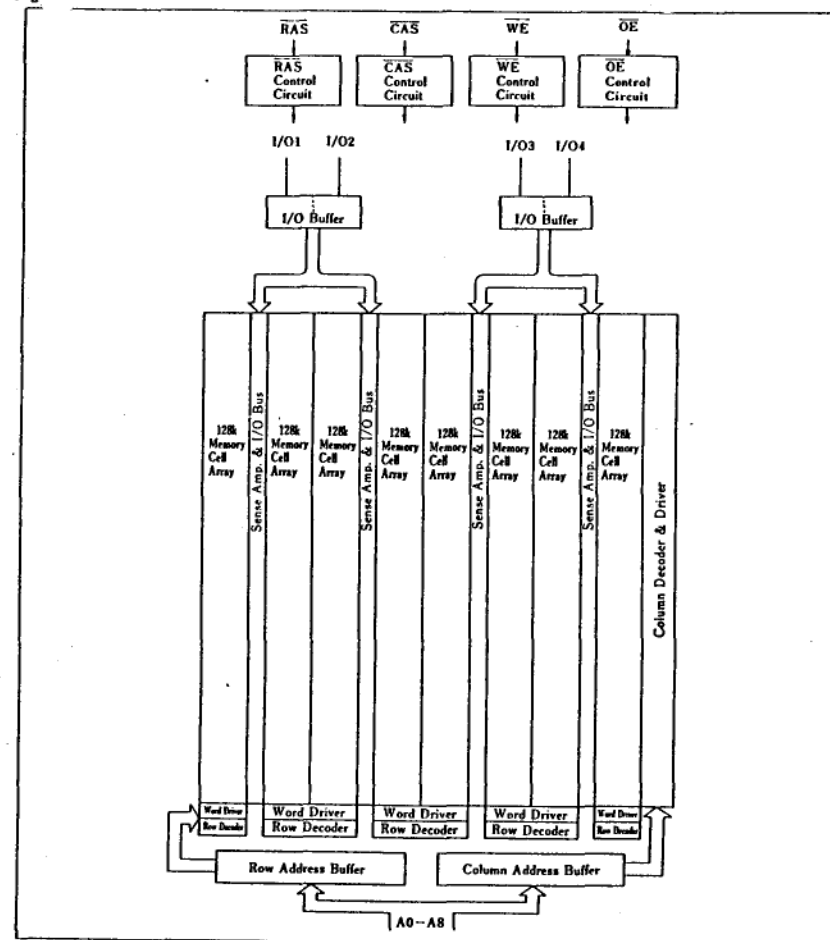 RAS CAS WE OE
RAS Control Circuit
CAS Control Circuit
WE Control Circuit
OE Control Circuit
I/O1 I/O2 I/O3 I/O4
I/O Buffer
I/O Buffer
128k Memory Cell Array
Sense Amp. & I/O Bus
128k Memory Cell Array
128k Memory Cell Array
Sense Amp. & I/O Bus
128k Memory Cell Array
128k Memory Cell Array
Sense Amp. & I/O Bus
128k Memory Cell Array
128k Memory Cell Array
Sense Amp. & I/O Bus
128k Memory Cell Array
Column Decoder & Driver
Word Driver Word Driver Word Driver Word Driver Word Driver
Row Decoder Row Decoder Row Decoder Row Decoder Row Decoder
Row Address Buffer
Column Address Buffer
A0–A8